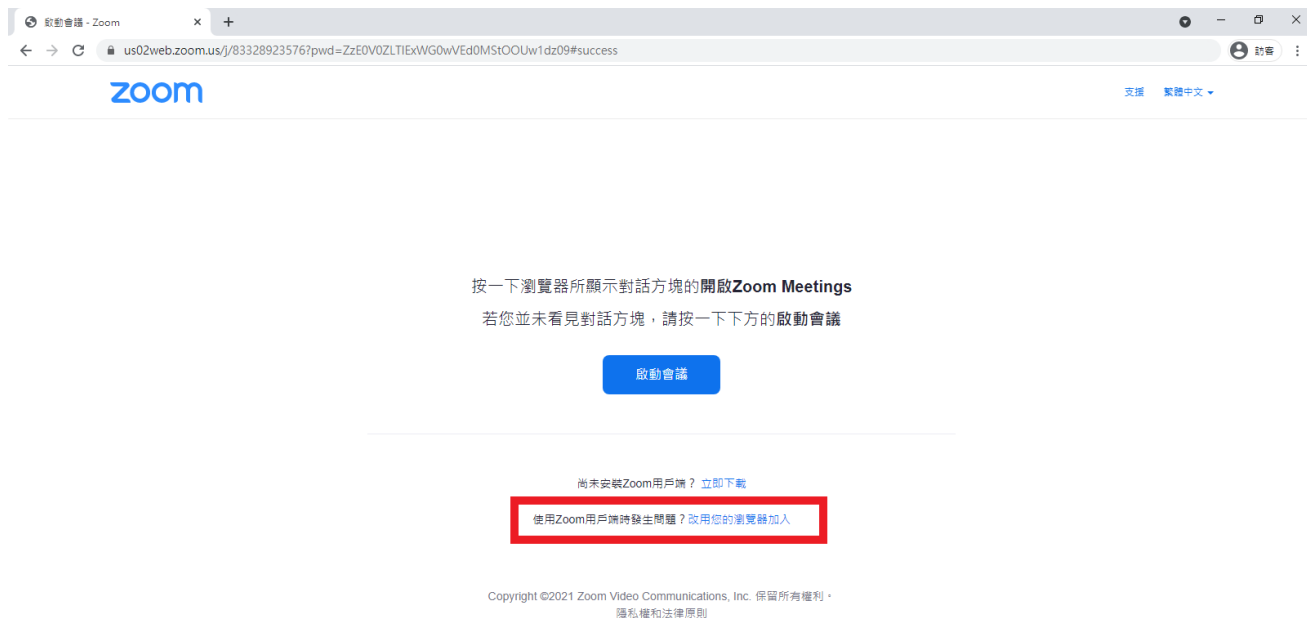 啟動會議 - Zoom
us02web.zoom.us/j/83328923576?pwd=ZzE0V0ZLTlExWG0wVEd0MStOOUw1dz09#success
訪客
zoom
支援 繁體中文
按一下瀏覽器所顯示對話方塊的開啟Zoom Meetings
若您並未看見對話方塊,請按一下下方的啟動會議
啟動會議
尚未安裝Zoom用戶端? 立即下載
使用Zoom用戶端時發生問題?改用您的瀏覽器加入
Copyright ©2021 Zoom Video Communications, Inc. 保留所有權利。
隱私權和法律原則